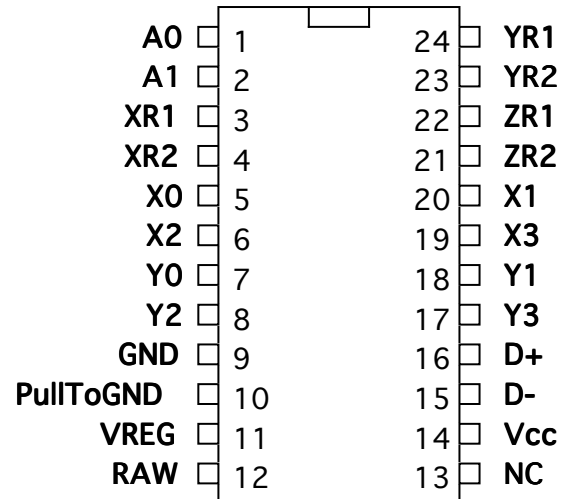 A0 1 24 YR1
A1 2 23 YR2
XR1 3 22 ZR1
XR2 4 21 ZR2
X0 5 20 X1
X2 6 19 X3
Y0 7 18 Y1
Y2 8 17 Y3
GND 9 16 D+
PullToGND 10 15 D-
VREG 11 14 Vcc
RAW 12 13 NC